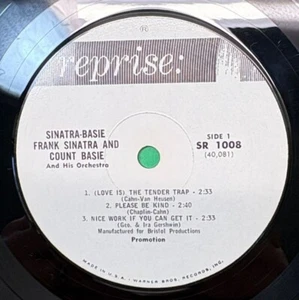 reprise:
SINATRA-BASIE
FRANK SINATRA AND
COUNT BASIE
And His Orchestra
SIDE 1
SR 1008
(40,081)
1. (LOVE IS) THE TENDER TRAP - 2:33
(Cahn-Van Heusen)
2. PLEASE BE KIND - 2:40
(Chaplin-Cahn)
3. NICE WORK IF YOU CAN GET IT - 2:33
(Geo. & Ira Gershwin)
Manufactured for Bristol Productions
Promotion
MADE IN U.S.A. - WARNER BROS. RECORDS, INC.